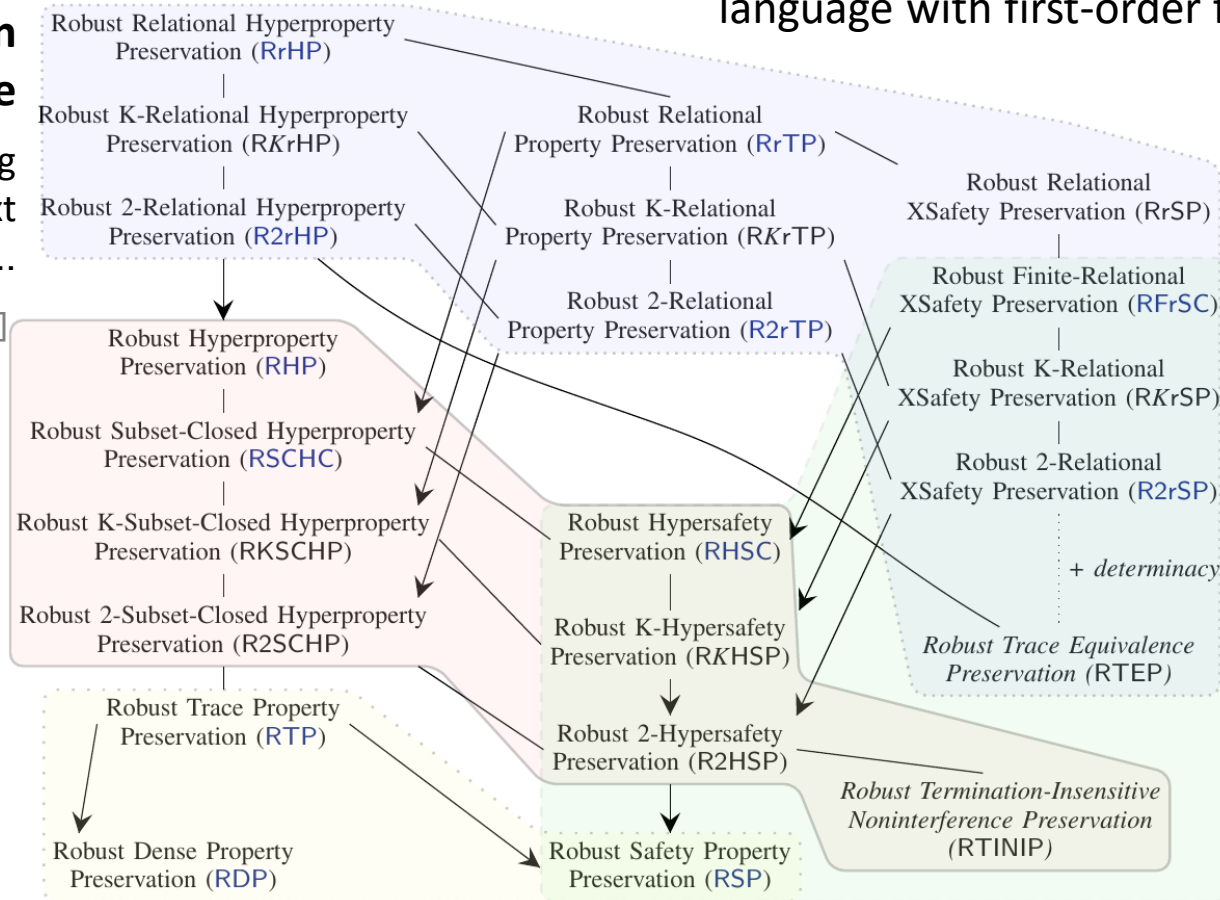 language with first-order f
n
e
g
xt
..
]
Robust Relational Hyperproperty
Preservation (RrHP)
Robust K-Relational Hyperproperty
Preservation (RKrHP)
Robust 2-Relational Hyperproperty
Preservation (R2rHP)
Robust Relational
Property Preservation (RrTP)
Robust K-Relational
Property Preservation (RKrTP)
Robust 2-Relational
Property Preservation (R2rTP)
Robust Relational
XSafety Preservation (RrSP)
Robust Finite-Relational
XSafety Preservation (RFrSC)
Robust K-Relational
XSafety Preservation (RKrSP)
Robust 2-Relational
XSafety Preservation (R2rSP)
+ determinacy
Robust Trace Equivalence
Preservation (RTEP)
Robust Hyperproperty
Preservation (RHP)
Robust Subset-Closed Hyperproperty
Preservation (RSCHC)
Robust K-Subset-Closed Hyperproperty
Preservation (RKSCHP)
Robust 2-Subset-Closed Hyperproperty
Preservation (R2SCHP)
Robust Hypersafety
Preservation (RHSC)
Robust K-Hypersafety
Preservation (RKHSP)
Robust 2-Hypersafety
Preservation (R2HSP)
Robust Termination-Insensitive
Noninterference Preservation
(RTINIP)
Robust Trace Property
Preservation (RTP)
Robust Dense Property
Preservation (RDP)
Robust Safety Property
Preservation (RSP)